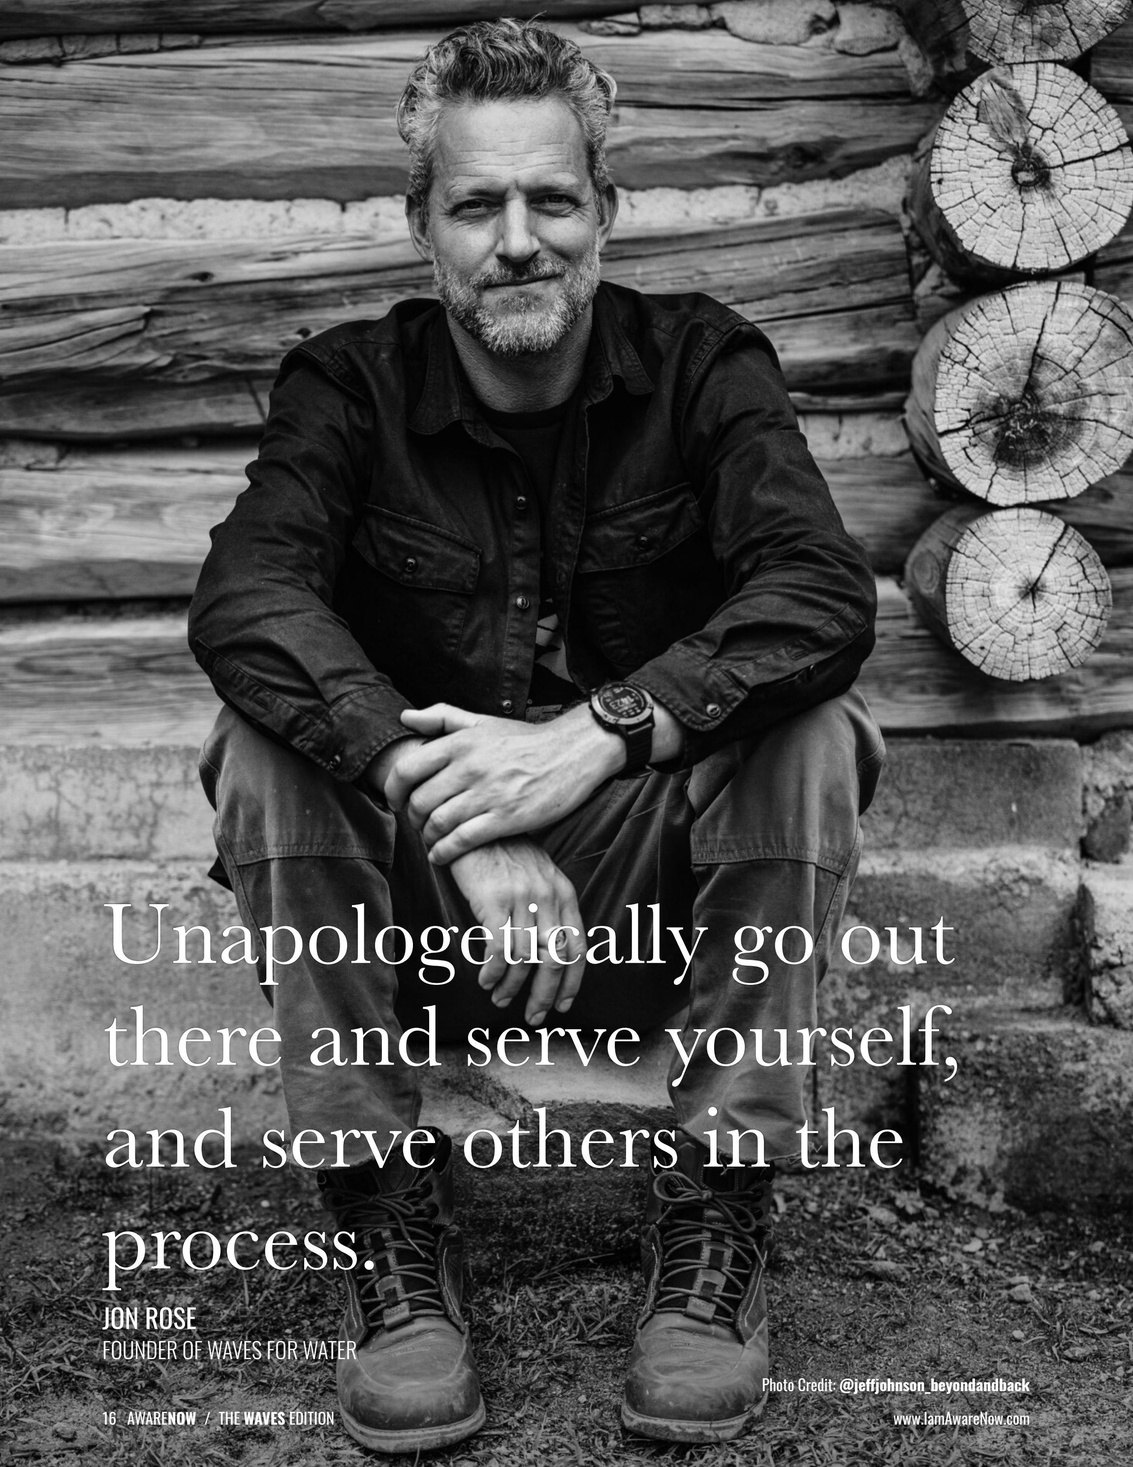 Unapologetically go out
there and serve yourself,
and serve others in the
process.
JON ROSE
FOUNDER OF WAVES FOR WATER
Photo Credit: @jeffjohnson_beyondandback
16 AWARENOW / THE WAVES EDITION
www.IamAwareNow.com